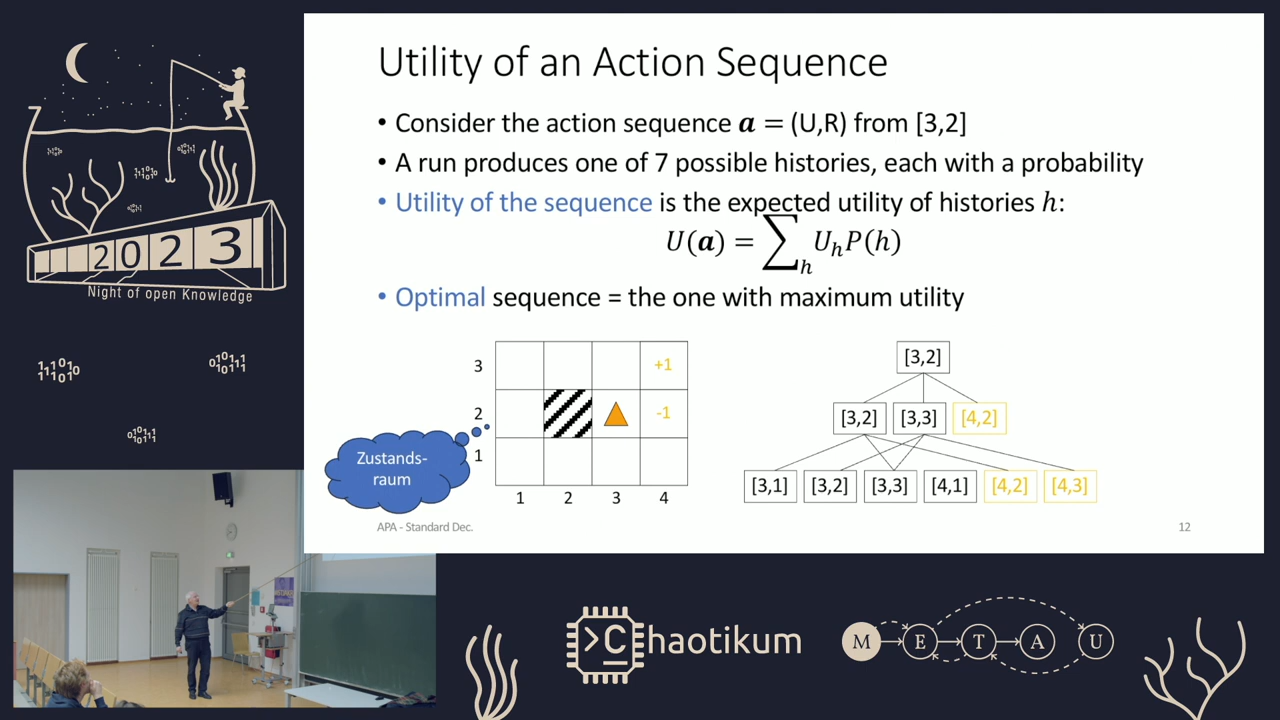 Utility of an Action Sequence
• Consider the action sequence a = (U,R) from [3,2]
• A run produces one of 7 possible histories, each with a probability
• Utility of the sequence is the expected utility of histories h:
U(a) = ∑h UhP(h)
• Optimal sequence = the one with maximum utility
3
+1
2
-1
1
1 2 3 4
Zustands-
raum
[3,2]
[3,2] [3,3] [4,2]
[3,1] [3,2] [3,3] [4,1] [4,2] [4,3]
APA - Standard Dec.
12
2023
Night of open Knowledge
>C haotikum
M E T A U